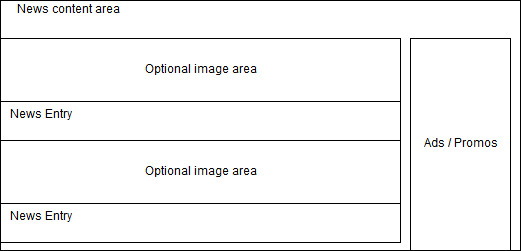 News content area
Optional image area
News Entry
Optional image area
News Entry
Ads / Promos